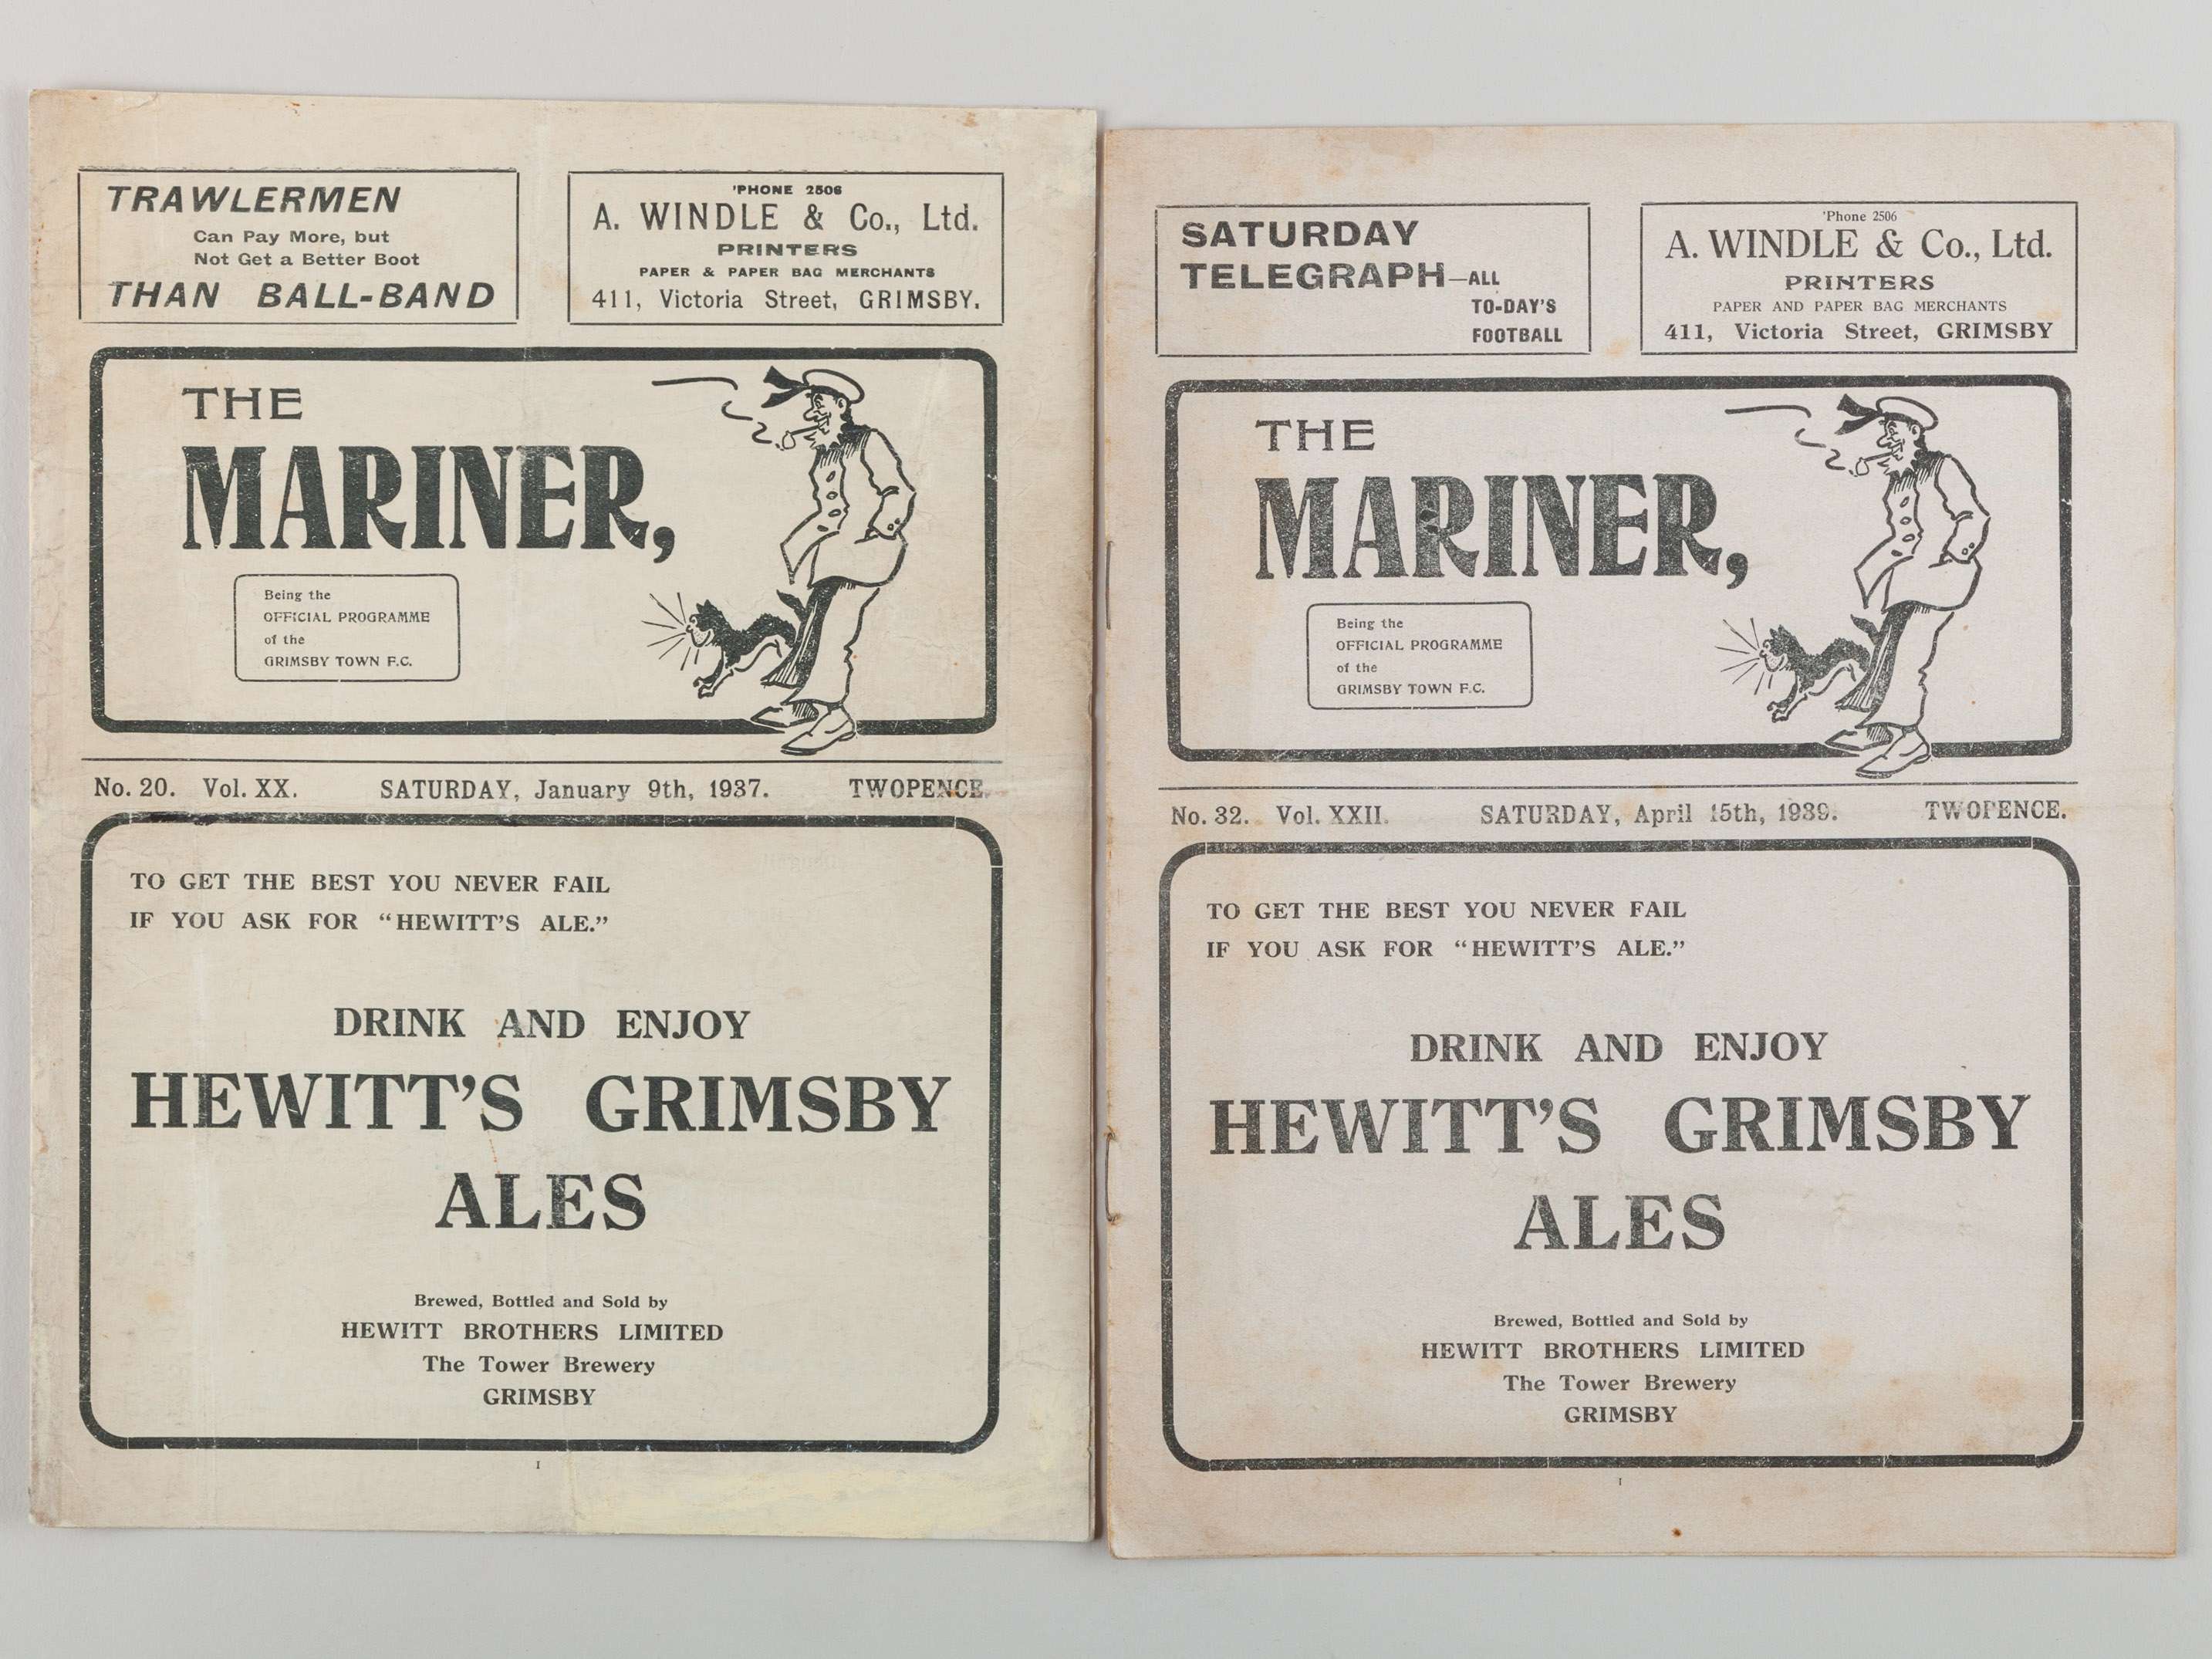 TRAWLERMEN
Can Pay More, but
Not Get a Better Boot
THAN BALL-BAND
'PHONE 2506
A. WINDLE & Co., Ltd.
PRINTERS
PAPER & PAPER BAG MERCHANTS
411, Victoria Street, GRIMSBY.
THE
MARINER,
Being the
OFFICIAL PROGRAMME
of the
GRIMSBY TOWN F.C.
No. 20. Vol. XX. SATURDAY, January 9th, 1937. TWOPENCE.
TO GET THE BEST YOU NEVER FAIL
IF YOU ASK FOR “HEWITT’S ALE.”
DRINK AND ENJOY
HEWITT’S GRIMSBY
ALES
Brewed, Bottled and Sold by
HEWITT BROTHERS LIMITED
The Tower Brewery
GRIMSBY
1
SATURDAY
TELEGRAPH—ALL
TO-DAY'S
FOOTBALL
'Phone 2506
A. WINDLE & Co., Ltd.
PRINTERS
PAPER AND PAPER BAG MERCHANTS
411, Victoria Street, GRIMSBY
THE
MARINER,
Being the
OFFICIAL PROGRAMME
of the
GRIMSBY TOWN F.C.
No. 32. Vol. XXII. SATURDAY, April 15th, 1939. TWOPENCE.
TO GET THE BEST YOU NEVER FAIL
IF YOU ASK FOR “HEWITT’S ALE.”
DRINK AND ENJOY
HEWITT’S GRIMSBY
ALES
Brewed, Bottled and Sold by
HEWITT BROTHERS LIMITED
The Tower Brewery
GRIMSBY
1